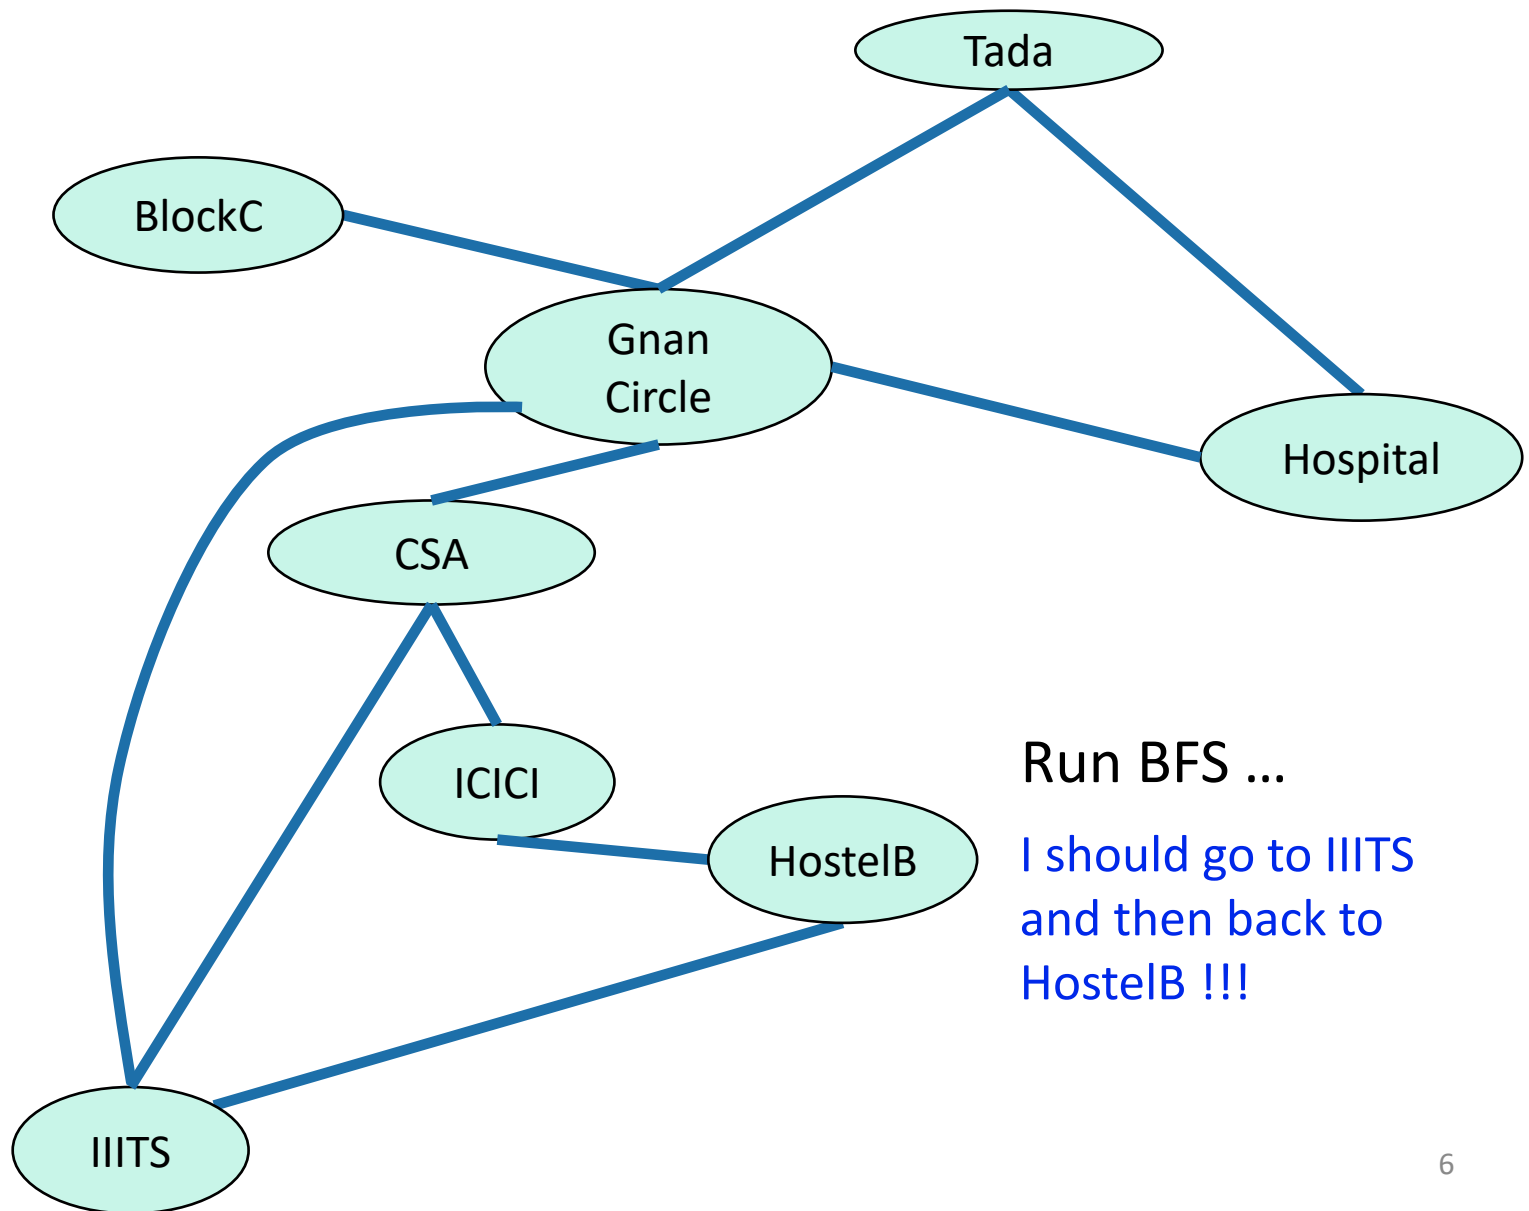 Tada
BlockC
Gnan
Circle
Hospital
CSA
ICICI
HostelB
IIITS
Run BFS …
I should go to IIITS
and then back to
HostelB !!!
6